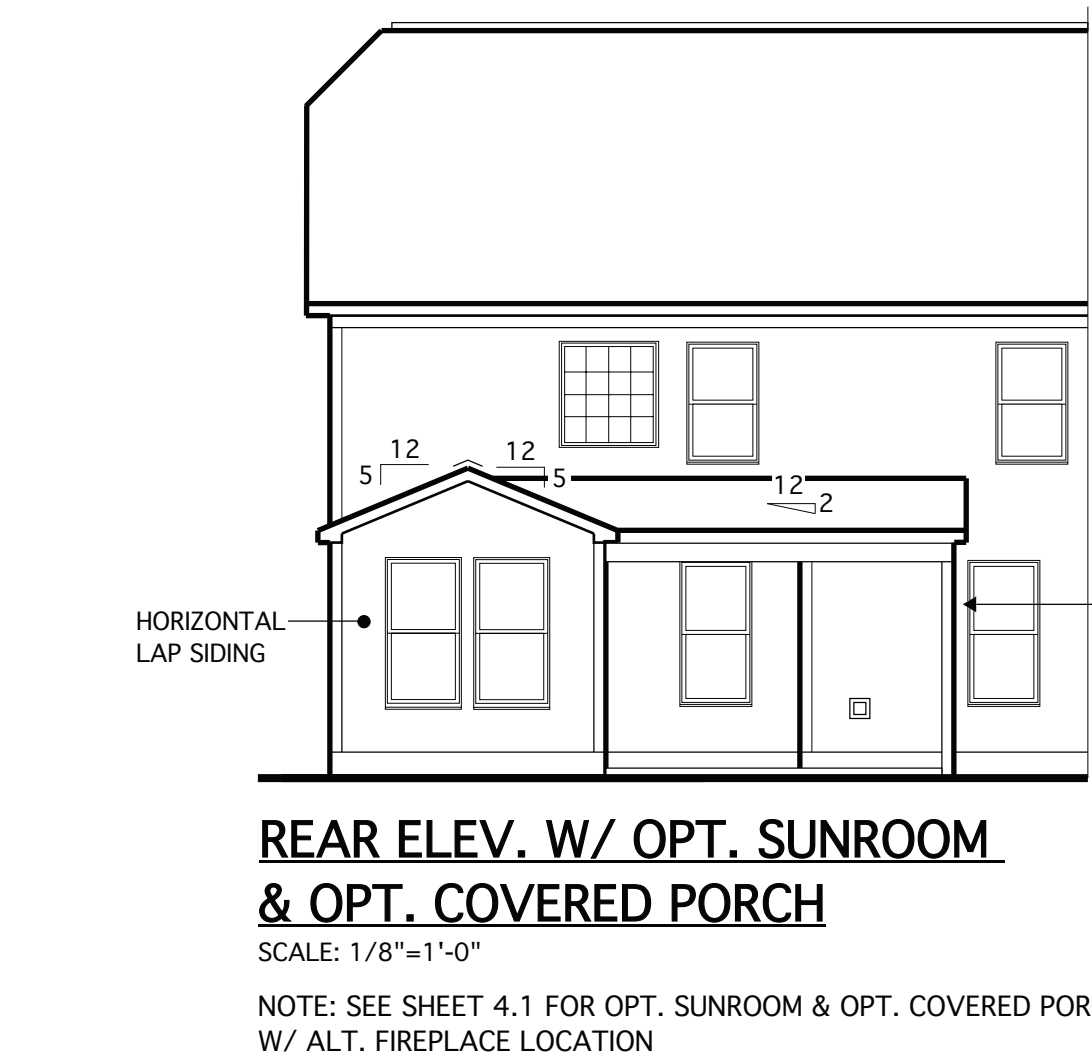 12
12
5
5
12
2
HORIZONTAL
LAP SIDING
REAR ELEV. W/ OPT. SUNROOM
& OPT. COVERED PORCH
SCALE: 1/8"=1'-0"
NOTE: SEE SHEET 4.1 FOR OPT. SUNROOM & OPT. COVERED POR
W/ ALT. FIREPLACE LOCATION